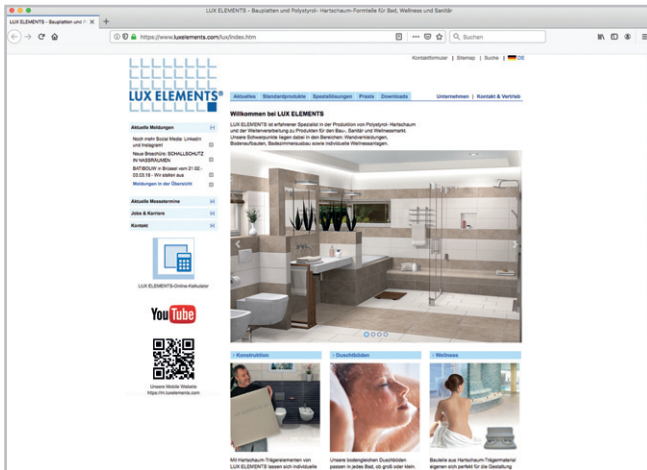 LUX ELEMENTS - Bauplatten und Polystyrol- Hartschaum-Formteile für Bad, Wellness und Sanitär
LUX ELEMENTS - Bauplatten und P
https://www.luxelements.com/lux/index.htm
Suchen
Kontaktformular | Sitemap | Suche | DE
LUX ELEMENTS®
Aktuelles Standardprodukte Speziallösungen Praxis Downloads
Unternehmen | Kontakt & Vertrieb
Willkommen bei LUX ELEMENTS
LUX ELEMENTS ist erfahrener Spezialist in der Produktion von Polystyrol- Hartschaum
und der Weiterverarbeitung zu Produkten für den Bau-, Sanitär und Wellnessmarkt.
Unsere Schwerpunkte liegen dabei in den Bereichen: Wandverkleidungen,
Bodenaufbauten, Badezimmerausbau sowie individuelle Wellnessanlagen.
Aktuelle Meldungen
Noch mehr Social Media: LinkedIn
und Instagram!
Neue Broschüre: SCHALLSCHUTZ
IN NASSRÄUMEN
BATIBOUW in Brüssel vom 21.02.-
03.03.19 - Wir stellen aus
Meldungen in der Übersicht
Aktuelle Messetermine
Jobs & Karriere
Kontakt
LUX ELEMENTS-Online-Kalkulator
YouTube
Unsere Mobile Website:
https://m.luxelements.com
Konstruktion
LUX ELEMENTS
Mit Hartschaum-Trägerelementen von
LUX ELEMENTS lassen sich individuelle
Duschböden
Unsere bodengleichen Duschböden
passen in jedes Bad, ob groß oder klein.
Wellness
Bauteile aus Hartschaum-Trägermaterial
eignen sich perfekt für die Gestaltung